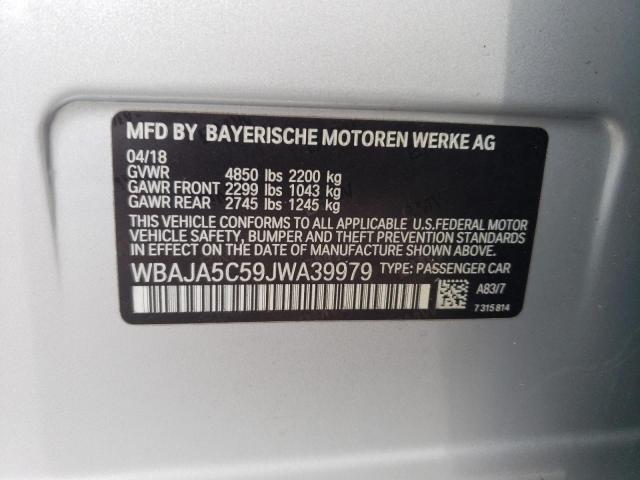 MFD BY BAYERISCHE MOTOREN WERKE AG
04/18
GVWR 4850 lbs 2200 kg
GAWR FRONT 2299 lbs 1043 kg
GAWR REAR 2745 lbs 1245 kg
THIS VEHICLE CONFORMS TO ALL APPLICABLE U.S.FEDERAL MOTOR
VEHICLE SAFETY, BUMPER AND THEFT PREVENTION STANDARDS
IN EFFECT ON THE DATE OF MANUFACTURE SHOWN ABOVE.
WBAJA5C59JWA39979 TYPE: PASSENGER CAR
A83/7
7 315 814